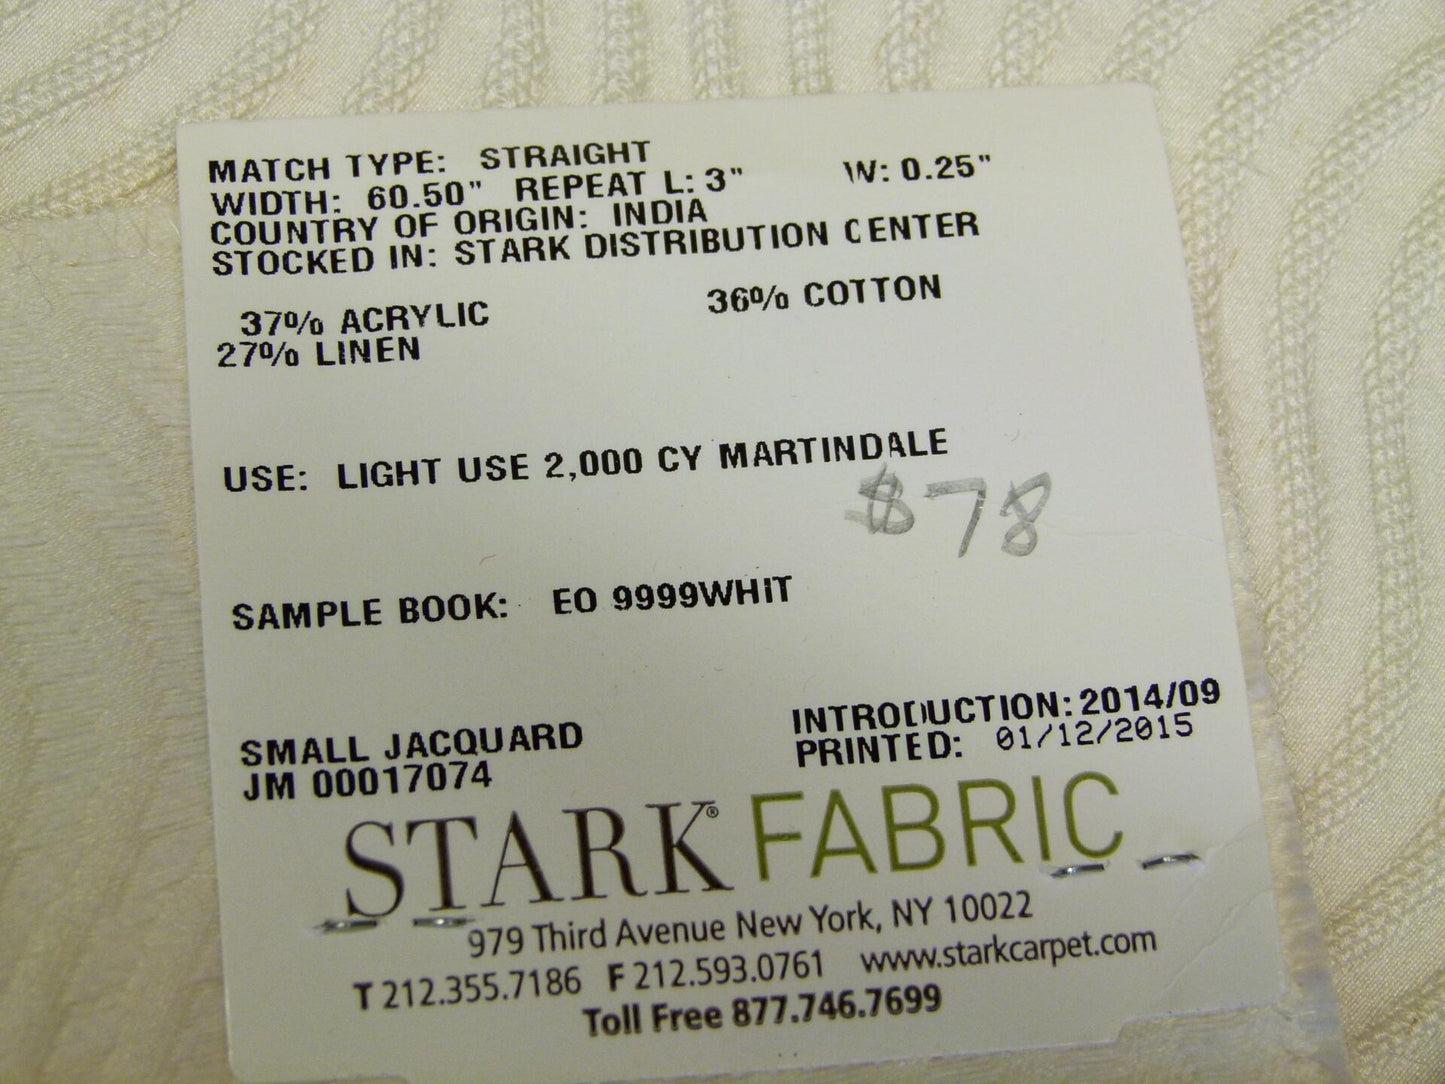 MATCH TYPE: STRAIGHT
WIDTH: 60.50" REPEAT L: 3" W: 0.25"
COUNTRY OF ORIGIN: INDIA
STOCKED IN: STARK DISTRIBUTION CENTER
37% ACRYLIC 36% COTTON
27% LINEN
USE: LIGHT USE 2,000 CY MARTINDALE
$78
SAMPLE BOOK: EO 9999WHIT
INTRODUCTION: 2014/09
SMALL JACQUARD PRINTED: 01/12/2015
JM 00017074
STARK® FABRIC
979 Third Avenue New York, NY 10022
T 212.355.7186 F 212.593.0761 www.starkcarpet.com
Toll Free 877.746.7699